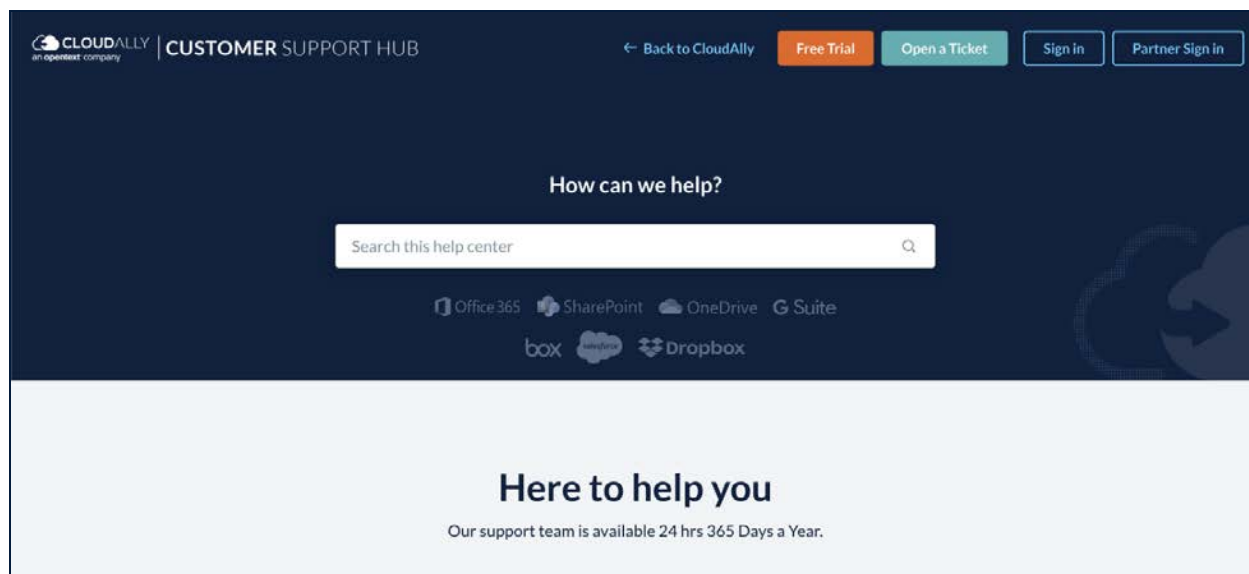 CLOUDALLY
an opentext company
CUSTOMER SUPPORT HUB
← Back to CloudAlly
Free Trial
Open a Ticket
Sign in
Partner Sign in
How can we help?
Search this help center
Office 365 SharePoint OneDrive G Suite
box salesforce Dropbox
Here to help you
Our support team is available 24 hrs 365 Days a Year.